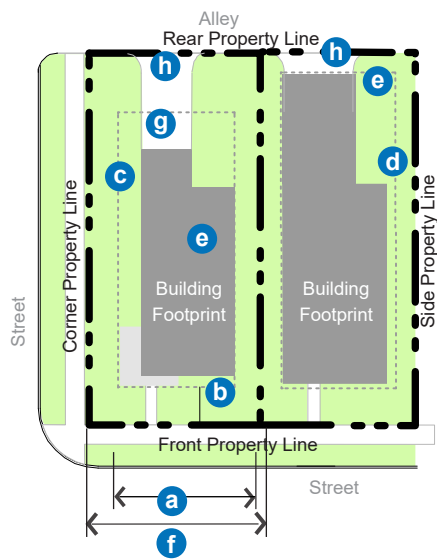 Alley
Rear Property Line
h
h
e
g
c
d
Corner Property Line
Side Property Line
e
Building
Footprint
Building
Footprint
Street
b
Front Property Line
Street
a
f